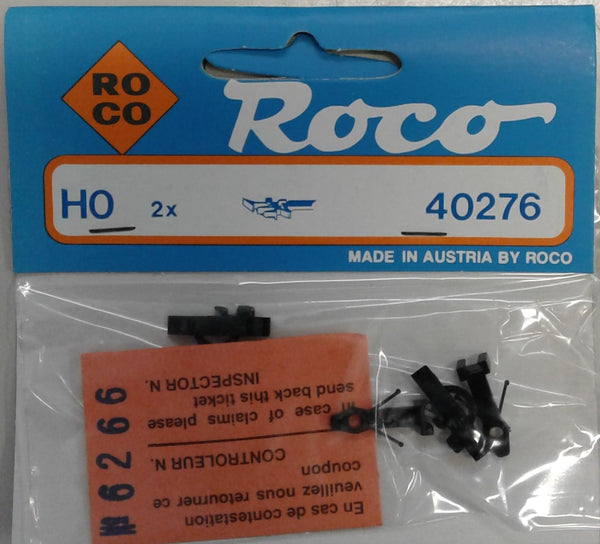 RO
CO
Roco
HO 2x 40276
MADE IN AUSTRIA BY ROCO
En cas de contestation
veuillez nous retourner ce
coupon
CONTROLEUR N.
in case of claims please
send back this ticket
INSPECTOR N.
№ 6266